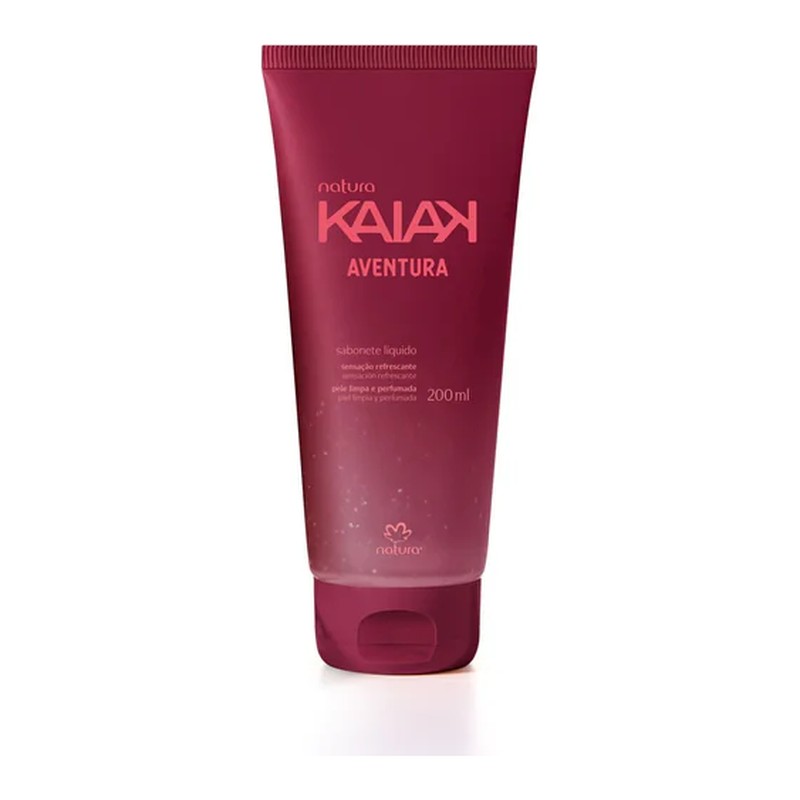 natura
KAIAK
AVENTURA
sabonete líquido
sensação refrescante
sensación refrescante
pele limpa e perfumada
piel limpia y perfumada
200 ml
natura